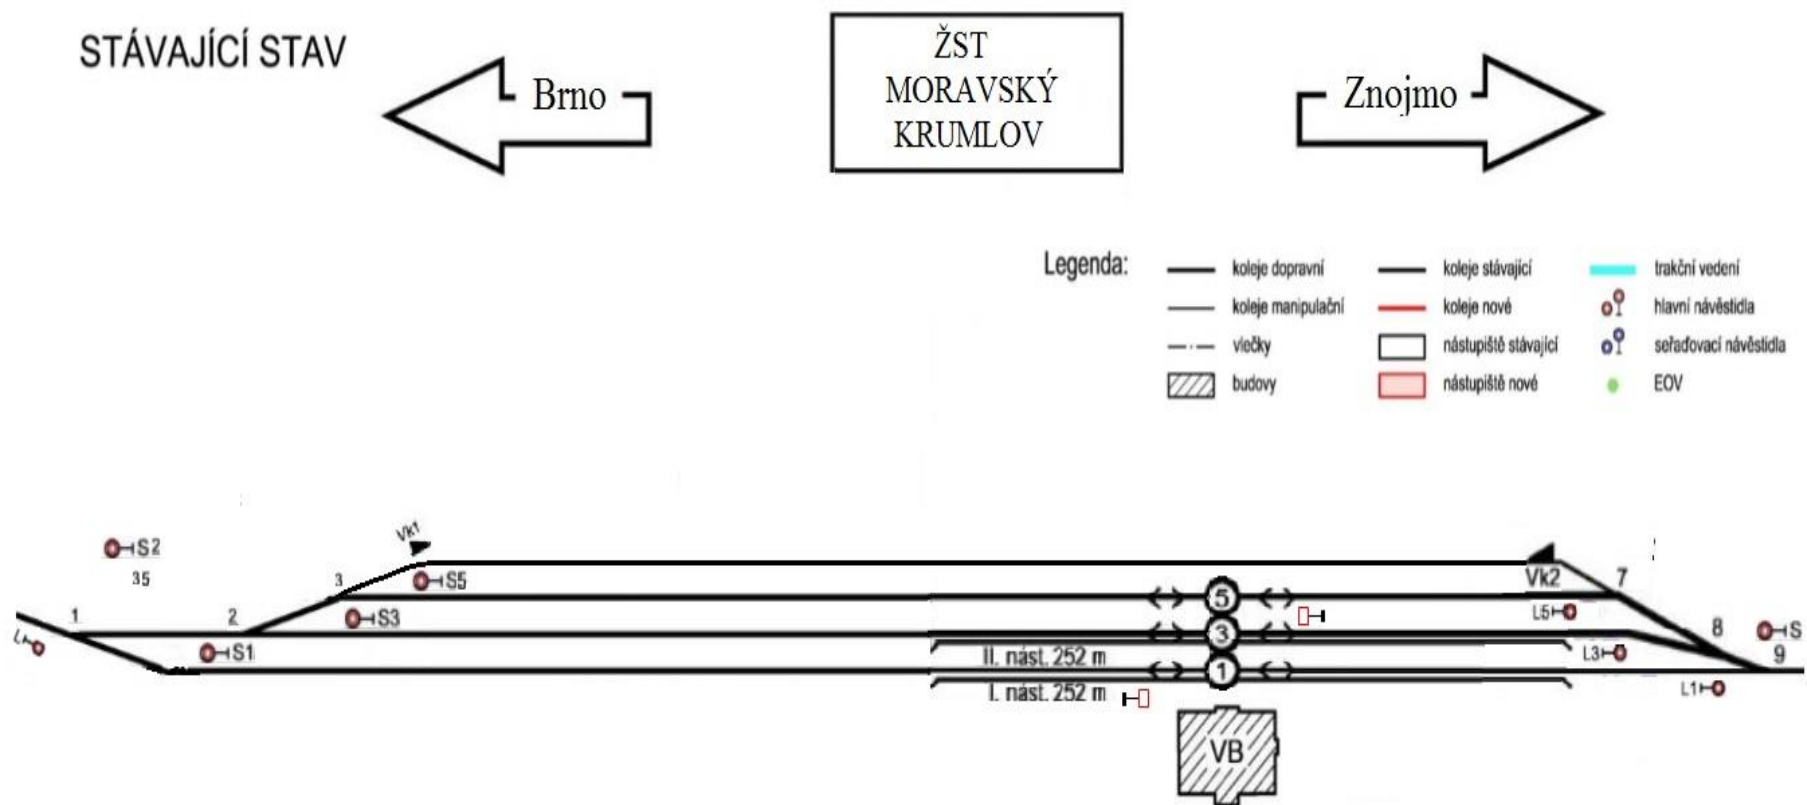 STÁVAJÍCÍ STAV
Brno
ŽST
MORAVSKÝ
KRUMLOV
Znojmo
Legenda:
koleje dopravní
koleje stávající
trakční vedení
koleje manipulační
koleje nové
hlavní návěstidla
vlečky
nástupiště stávající
seřaďovací návěstidla
budovy
nástupiště nové
EOV
Vk1
S2
35
3
S5
5
Vk2
7
1
2
S3
L5
3
8
S
L
S1
II. nást. 252 m
L3
9
1
I. nást. 252 m
L1
VB